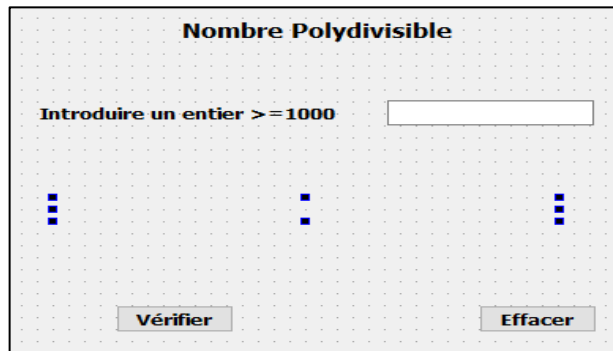 Nombre Polydivisible
Introduire un entier >=1000
Vérifier
Effacer